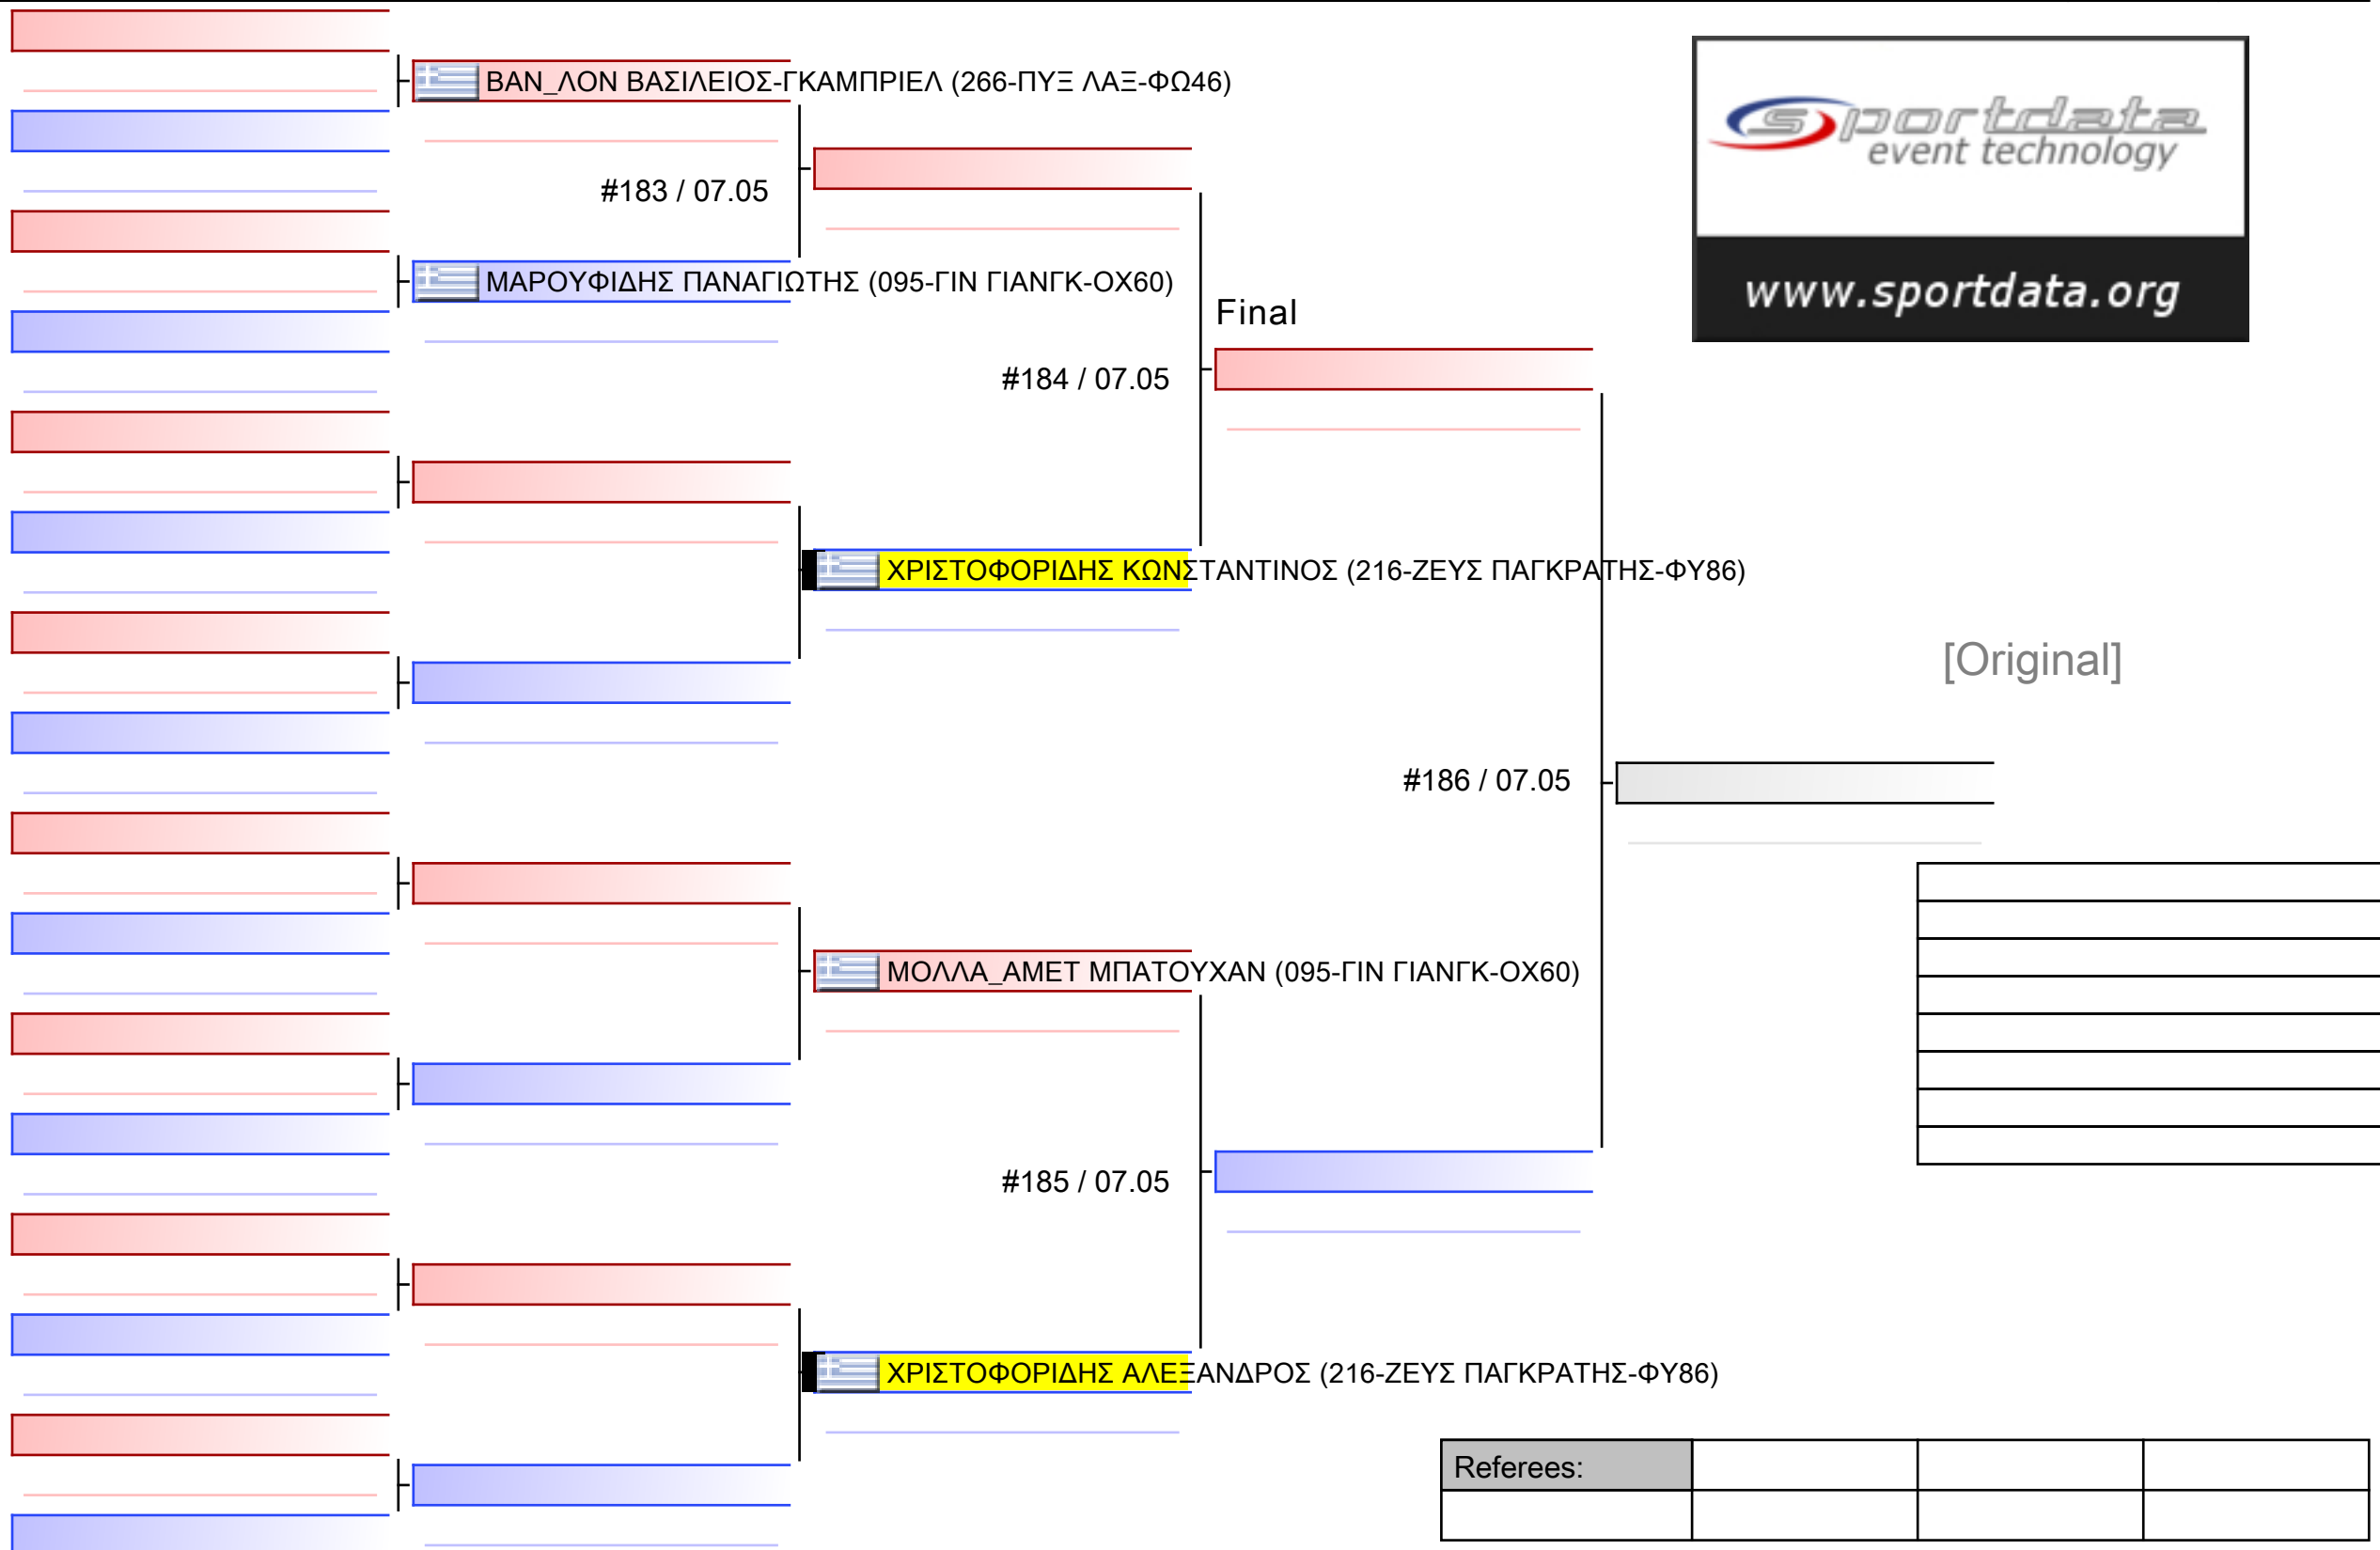 ΒΑΝ_ΛΟΝ ΒΑΣΙΛΕΙΟΣ-ΓΚΑΜΠΡΙΕΛ (266-ΠΥΞ ΛΑΞ-ΦΩ46)
sportdata
event technology
#183 / 07.05
ΜΑΡΟΥΦΙΔΗΣ ΠΑΝΑΓΙΩΤΗΣ (095-ΓΙΝ ΓΙΑΝΓΚ-ΟΧ60)
www.sportdata.org
Final
#184 / 07.05
ΧΡΙΣΤΟΦΟΡΙΔΗΣ ΚΩΝΣΤΑΝΤΙΝΟΣ (216-ΖΕΥΣ ΠΑΓΚΡΑΤΗΣ-ΦΥ86)
[Original]
#186 / 07.05
ΜΟΛΛΑ_ΑΜΕΤ ΜΠΑΤΟΥΧΑΝ (095-ΓΙΝ ΓΙΑΝΓΚ-ΟΧ60)
#185 / 07.05
ΧΡΙΣΤΟΦΟΡΙΔΗΣ ΑΛΕΞΑΝΔΡΟΣ (216-ΖΕΥΣ ΠΑΓΚΡΑΤΗΣ-ΦΥ86)
Referees: